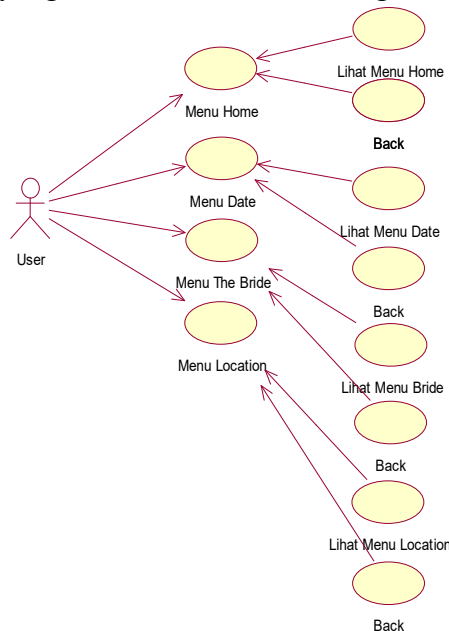 Lihat Menu Home
Menu Home
Back
Menu Date
Lihat Menu Date
User
Menu The Bride
Back
Menu Location
Lihat Menu Bride
Back
Lihat Menu Location
Back